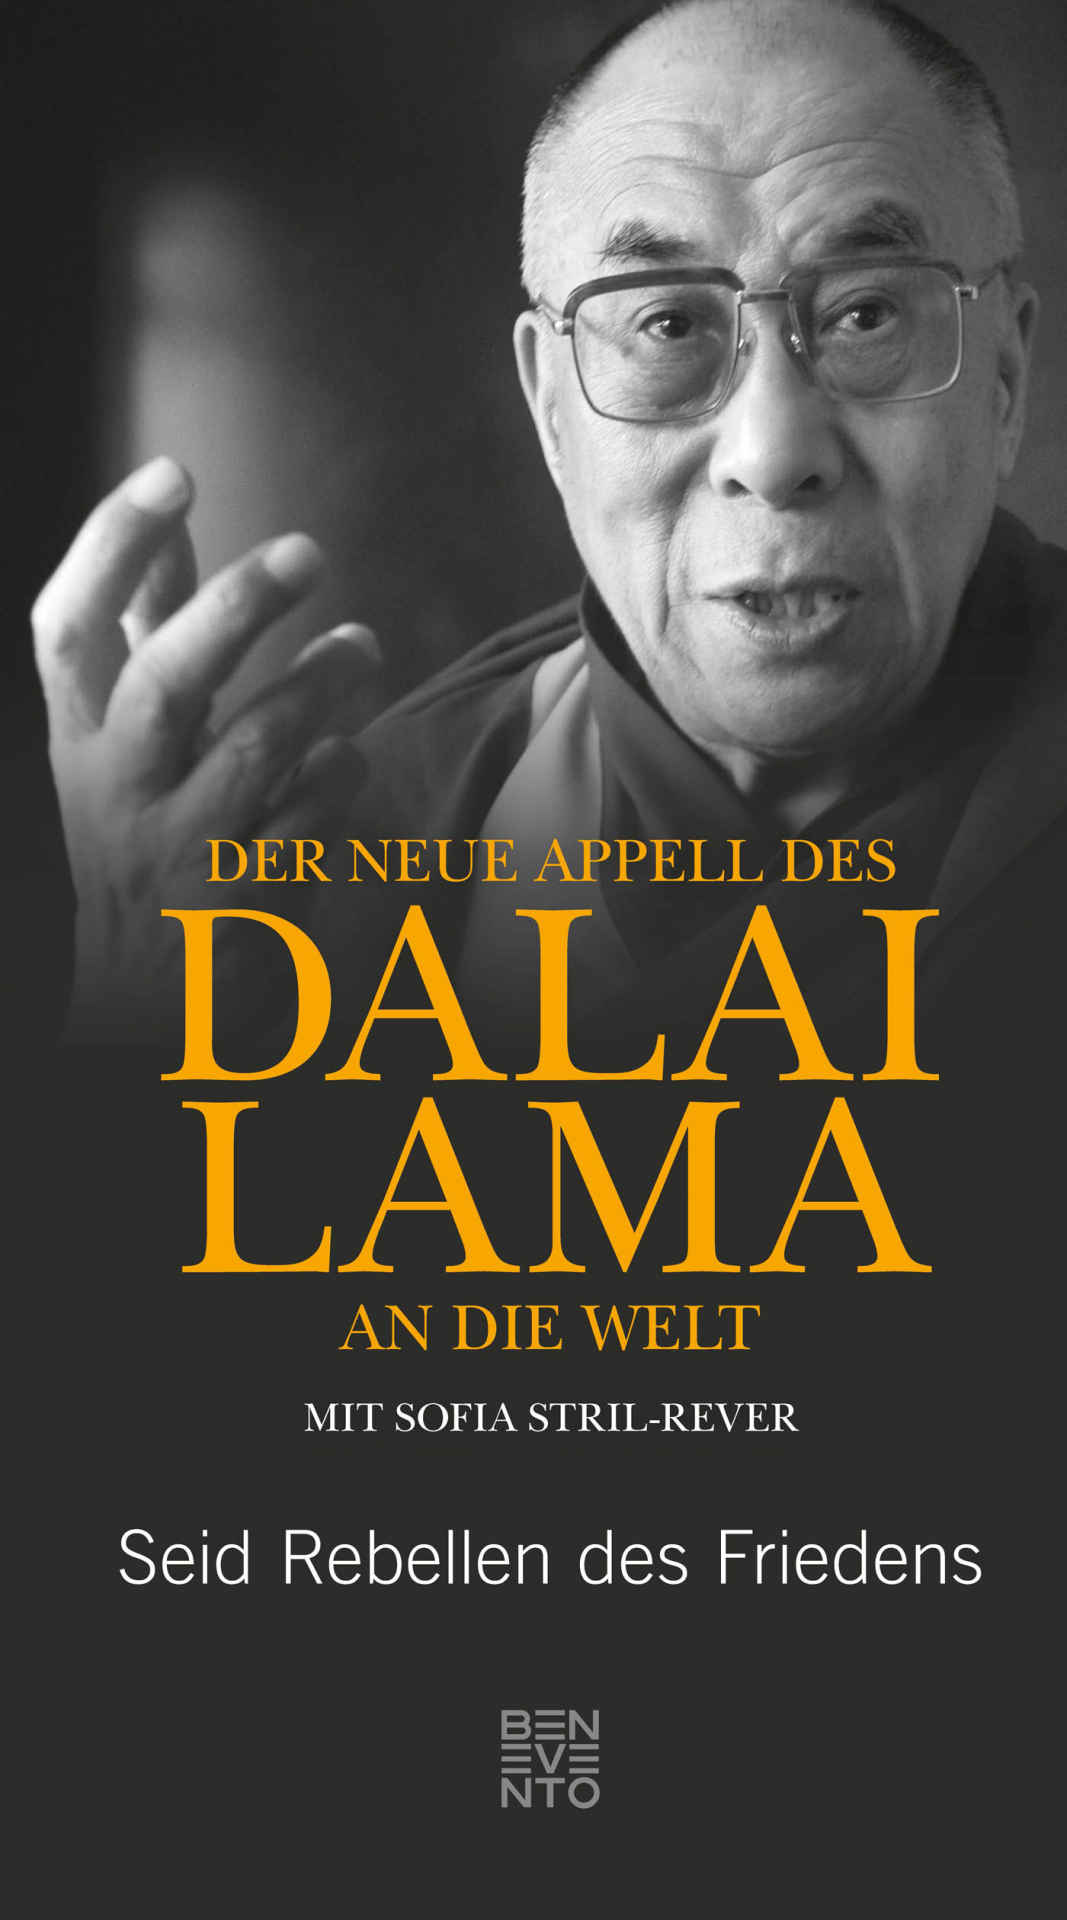 DER NEUE APPELL DES
DALAI
LAMA
AN DIE WELT
MIT SOFIA STRIL-REVER
Seid Rebellen des Friedens
BEN
EVE
NTO